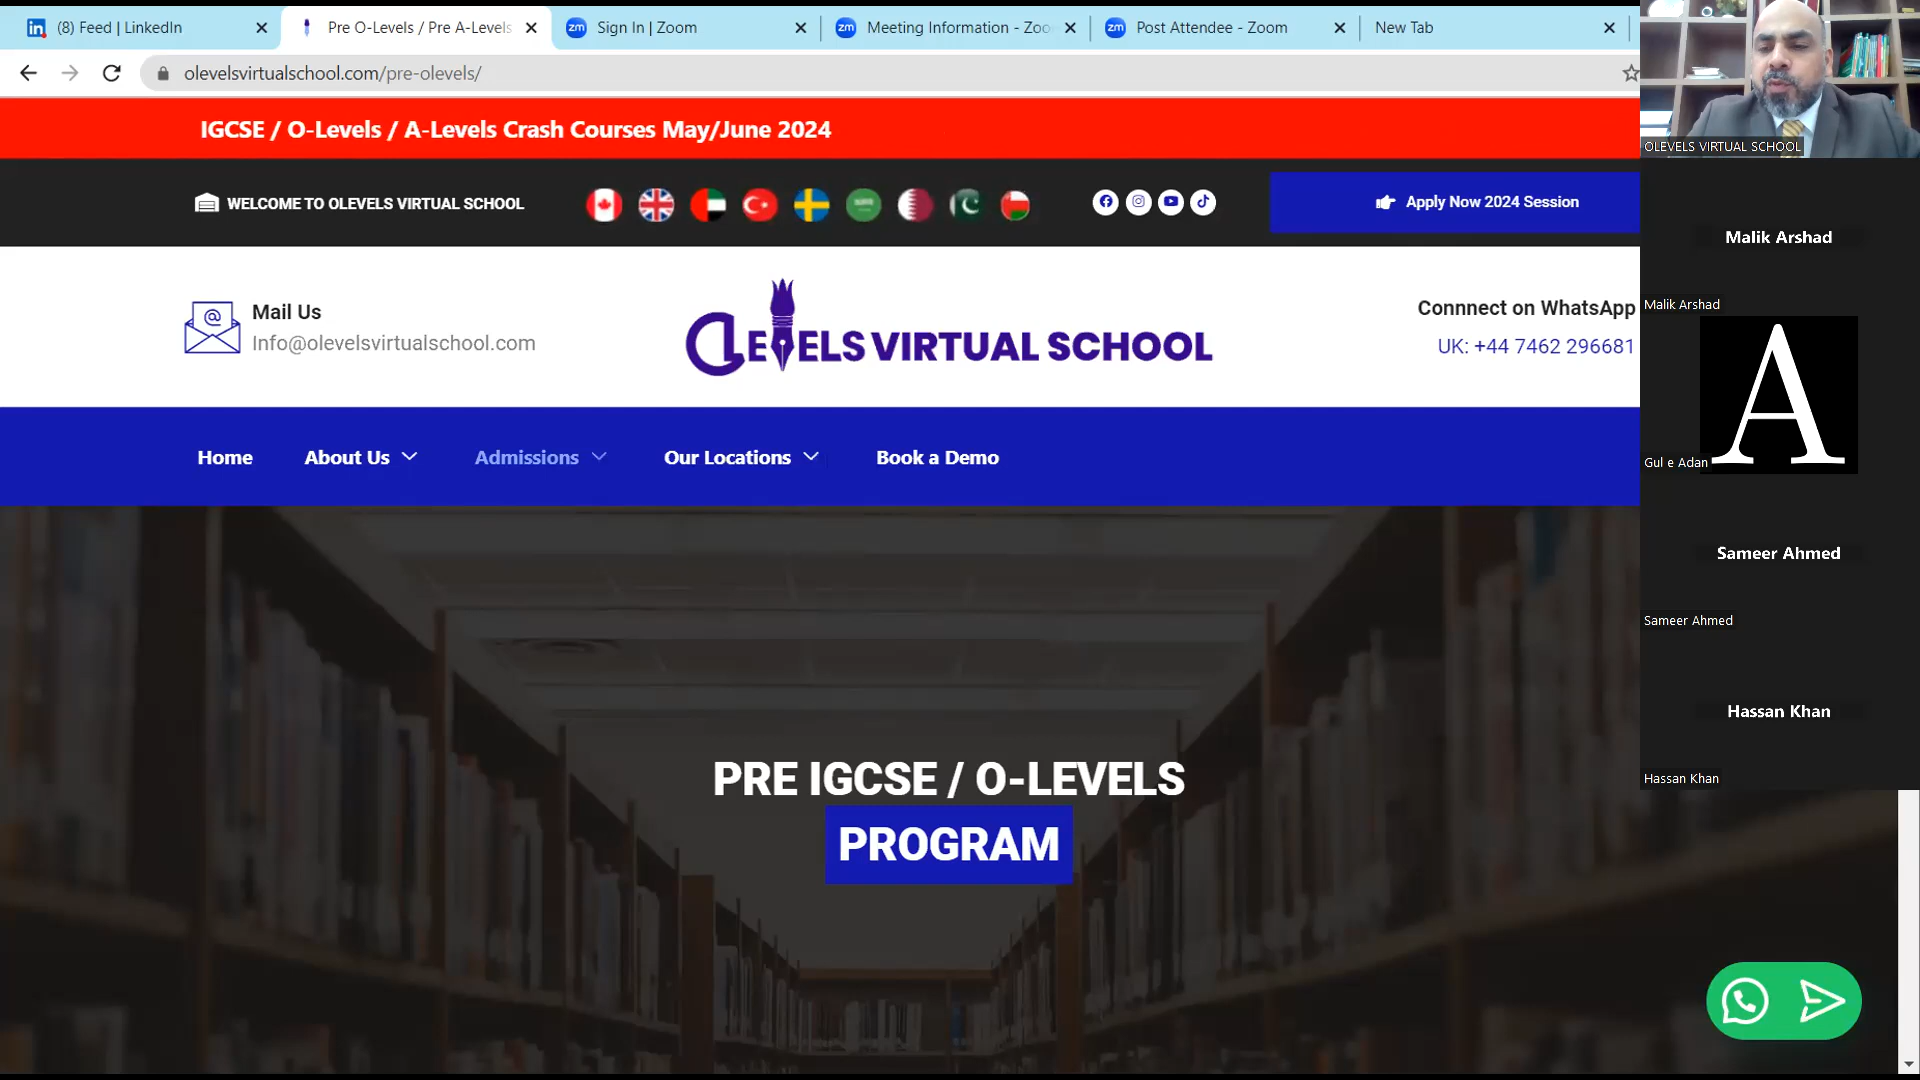 (8) Feed | LinkedIn
Pre O-Levels / Pre A-Levels
Sign In | Zoom
Meeting Information - Zoo
Post Attendee - Zoom
New Tab
olevelsvirtualschool.com/pre-olevels/
IGCSE / O-Levels / A-Levels Crash Courses May/June 2024
WELCOME TO OLEVELS VIRTUAL SCHOOL
Apply Now 2024 Session
Mail Us
Info@olevelsvirtualschool.com
OLEVELS VIRTUAL SCHOOL
Connnect on WhatsApp
UK: +44 7462 296681
Home
About Us
Admissions
Our Locations
Book a Demo
PRE IGCSE / O-LEVELS
PROGRAM
OLEVELS VIRTUAL SCHOOL
Malik Arshad
Malik Arshad
A
Gul e Adan
Sameer Ahmed
Sameer Ahmed
Hassan Khan
Hassan Khan